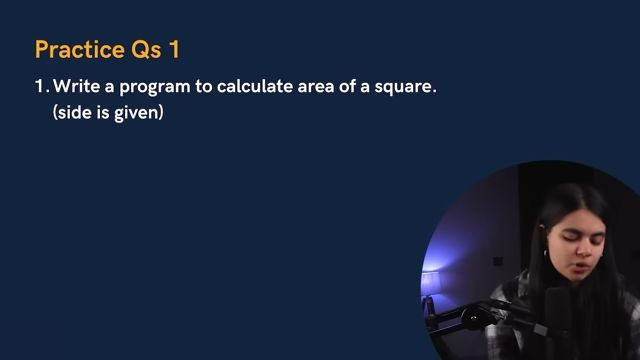 Practice Qs 1
1. Write a program to calculate area of a square.
(side is given)